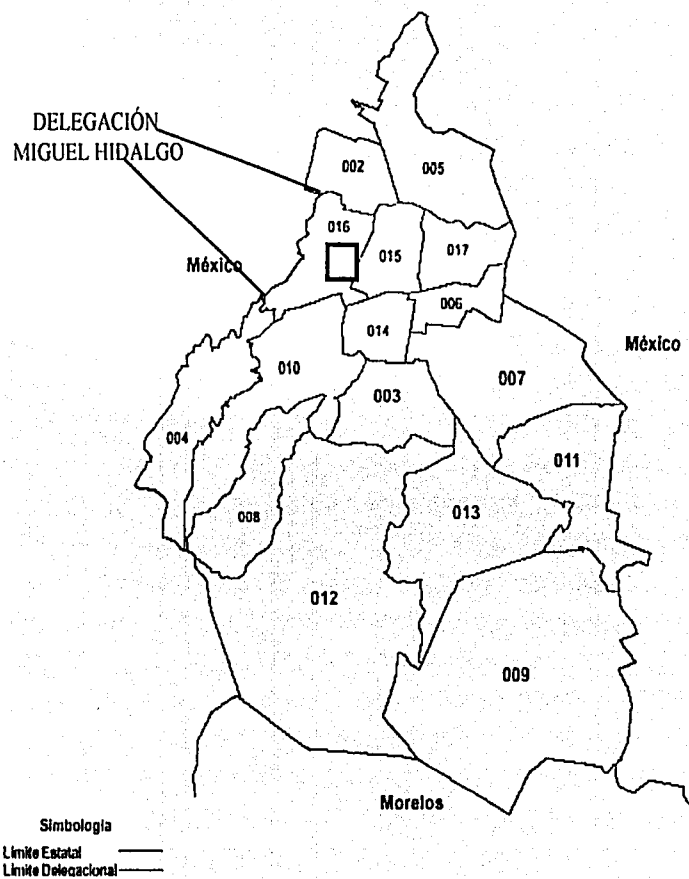 DELEGACIÓN
MIGUEL HIDALGO
002
005
016
015
017
México
006
014
México
010
007
003
004
011
008
013
012
009
Morelos
Simbología
Límite Estatal
Límite Delegacional